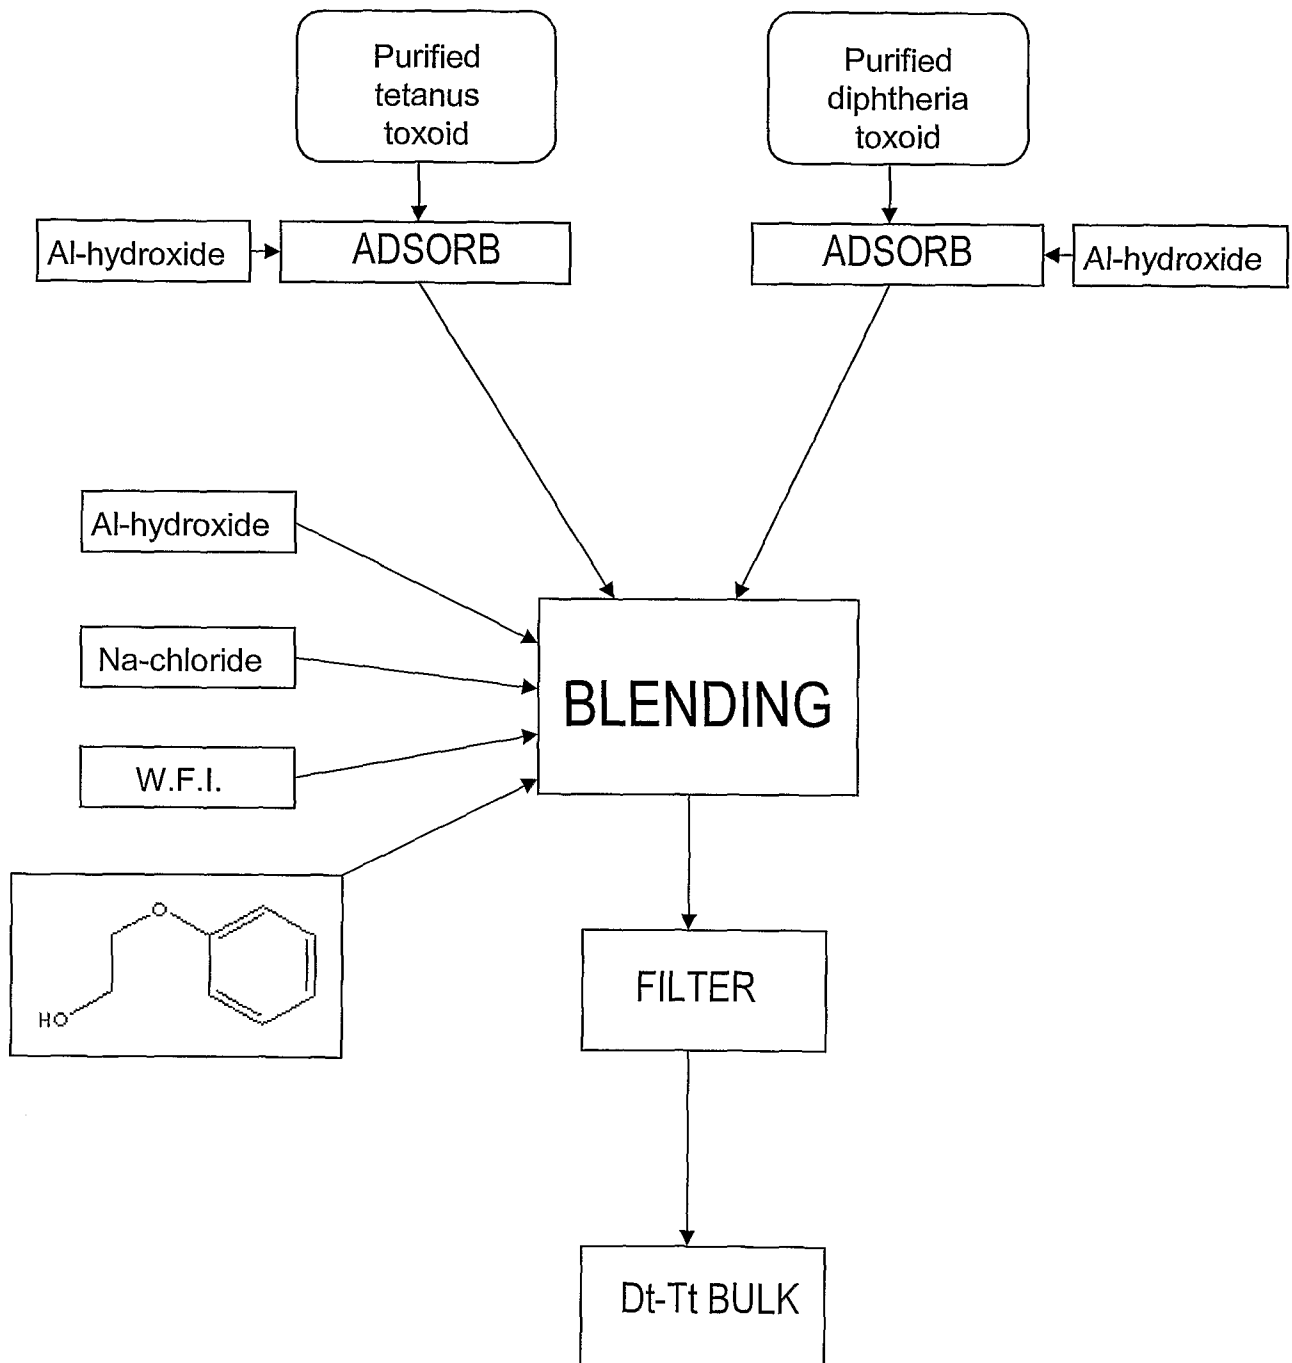 Purified
tetanus
toxoid
Purified
diphtheria
toxoid
Al-hydroxide
ADSORB
ADSORB
Al-hydroxide
Al-hydroxide
Na-chloride
BLENDING
W.F.I.
O
HO
FILTER
Dt-Tt BULK